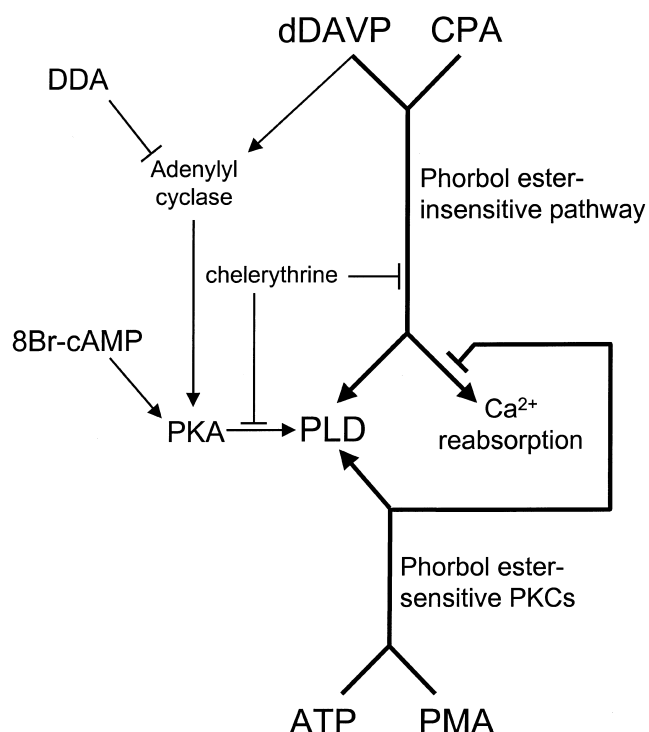 dDAVP CPA
DDA
Adenylyl
cyclase
Phorbol ester-
insensitive pathway
chelerythrine
8Br-cAMP
PKA
PLD
Ca²⁺
reabsorption
Phorbol ester-
sensitive PKCs
ATP PMA